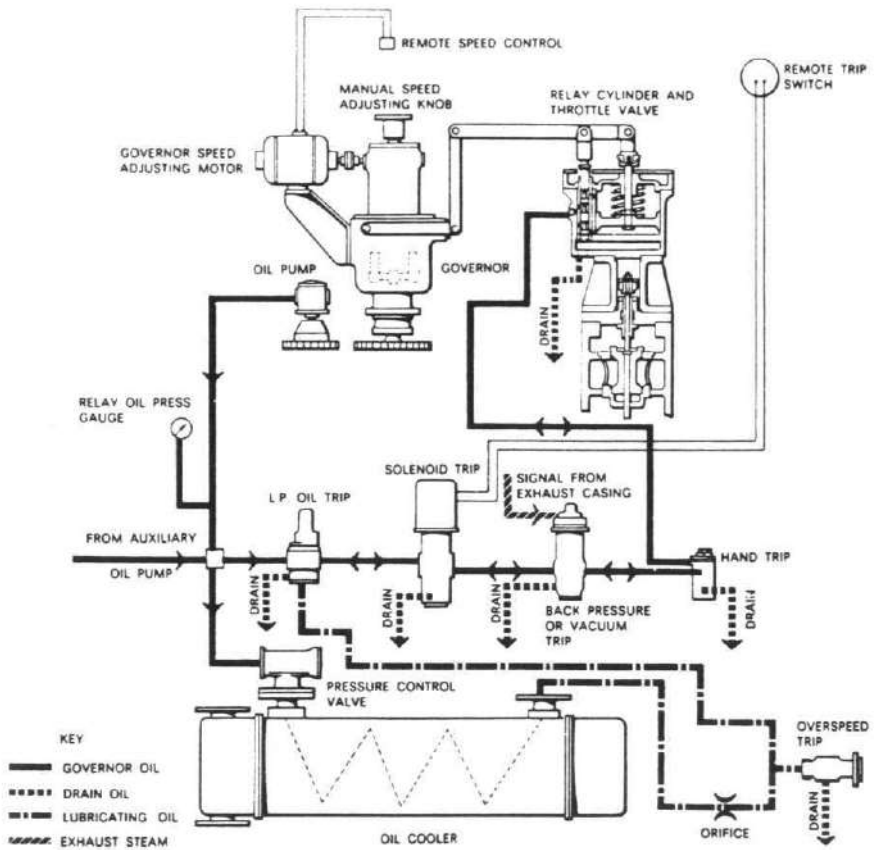 REMOTE SPEED CONTROL
REMOTE TRIP
SWITCH
MANUAL SPEED
ADJUSTING KNOB
RELAY CYLINDER AND
THROTTLE VALVE
GOVERNOR SPEED
ADJUSTING MOTOR
OIL PUMP
GOVERNOR
DRAIN
RELAY OIL PRESS
GAUGE
SOLENOID TRIP
SIGNAL FROM
EXHAUST CASING
L.P. OIL TRIP
FROM AUXILIARY
OIL PUMP
HAND TRIP
DRAIN
DRAIN
DRAIN
DRAIN
BACK PRESSURE
OR VACUUM
TRIP
PRESSURE CONTROL
VALVE
OVERSPEED
TRIP
KEY
GOVERNOR OIL
DRAIN OIL
LUBRICATING OIL
EXHAUST STEAM
OIL COOLER
ORIFICE
DRAIN